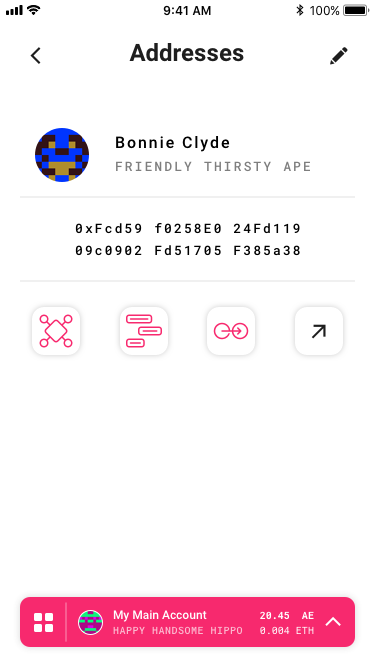 9:41 AM
100%
Addresses
Bonnie Clyde
FRIENDLY THIRSTY APE
0xFcd59 f0258E0 24Fd119
09c0902 Fd51705 F385a38
My Main Account
20.45 AE
HAPPY HANDSOME HIPPO
0.004 ETH